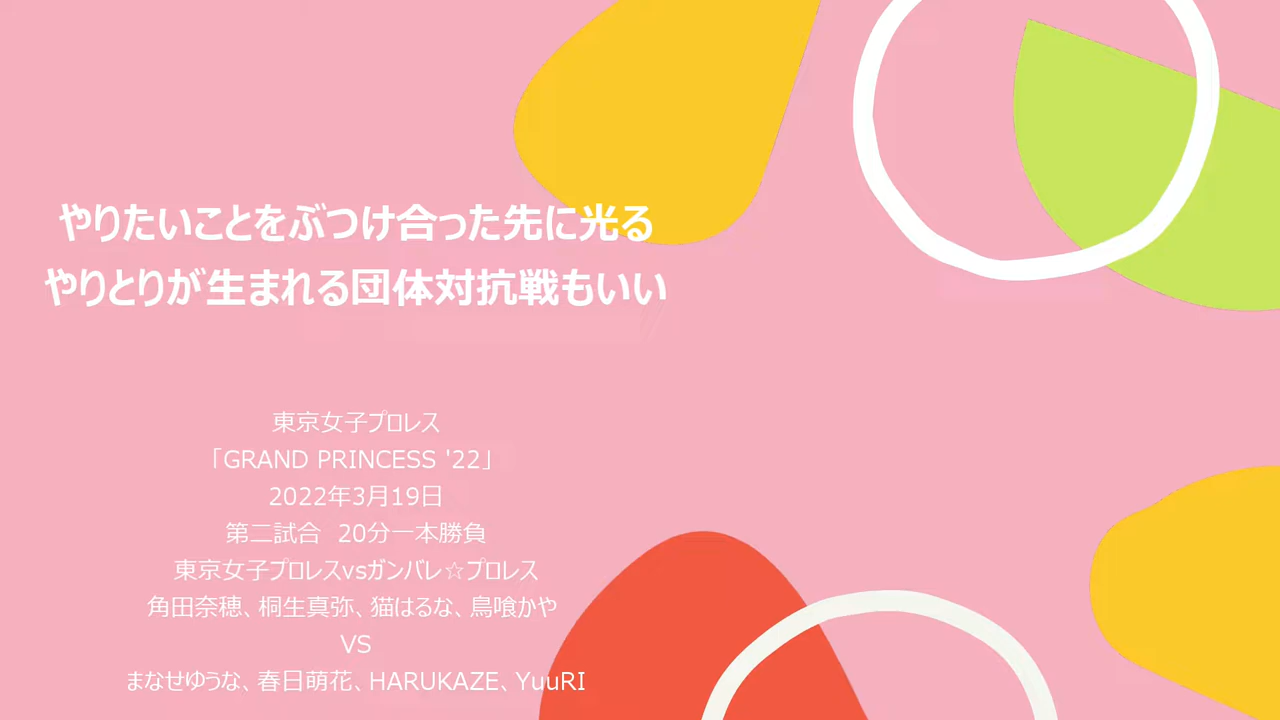 やりたいことをぶつけ合った先に光る
やりとりが生まれる団体対抗戦もいい
東京女子プロレス
「GRAND PRINCESS '22」
2022年3月19日
第二試合 20分一本勝負
東京女子プロレスvsガンバレ☆プロレス
角田奈穂、桐生真弥、猫はるな、鳥喰かや
VS
まなせゆうな、春日萌花、HARUKAZE、YuuRI